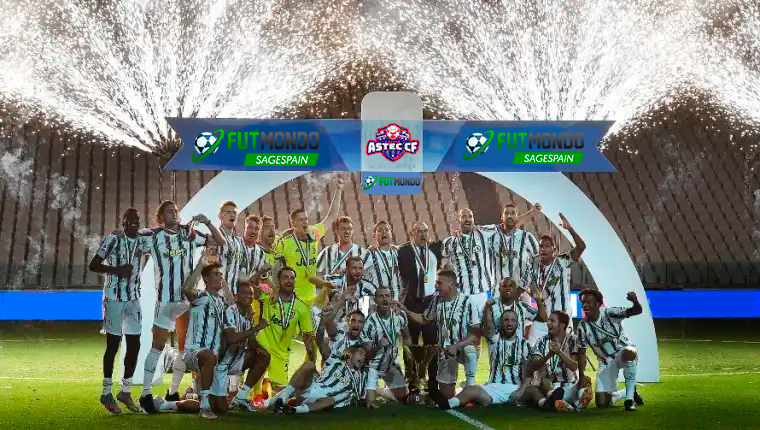 FUTMONDO
SAGESPAIN
ASTEC CF
FUTMONDO
FUTMONDO
SAGESPAIN